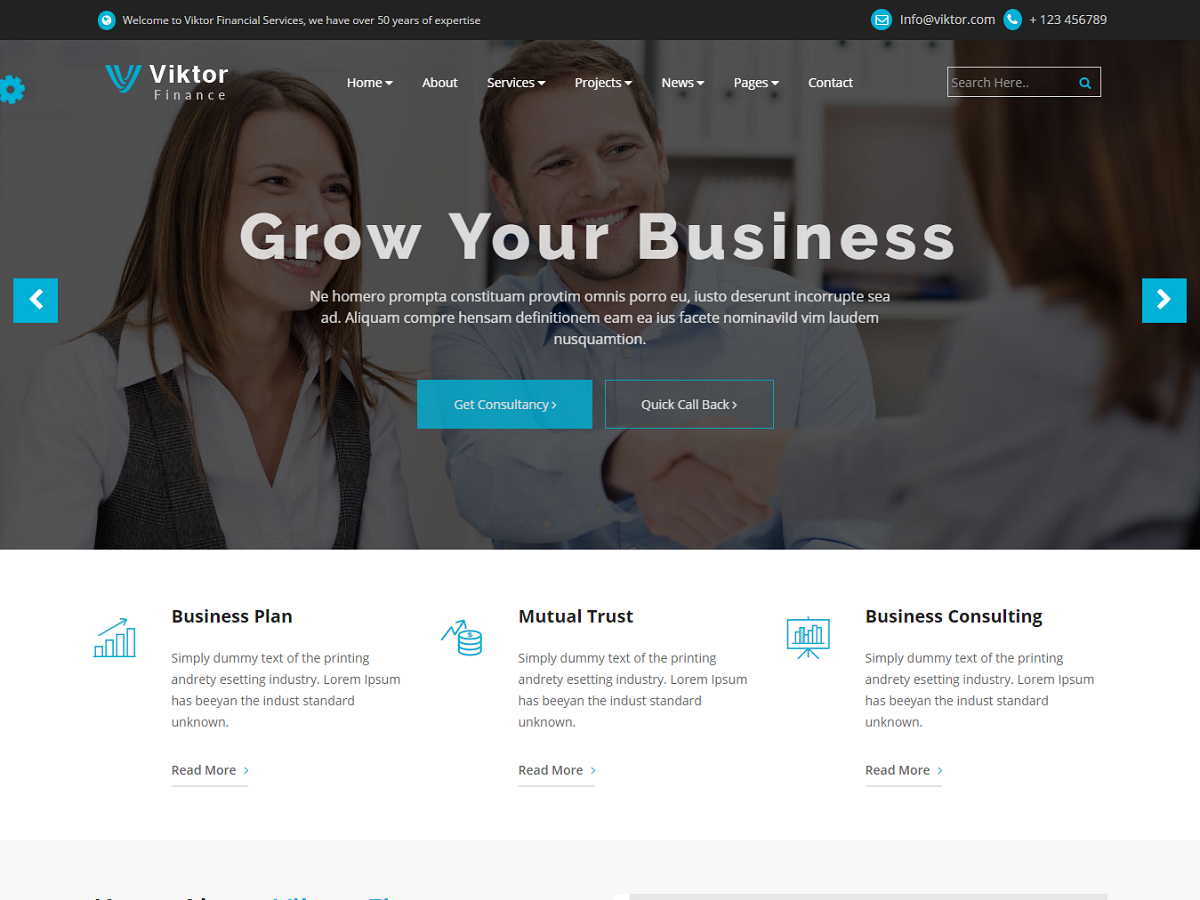 Welcome to Viktor Financial Services, we have over 50 years of expertise
Info@viktor.com
+ 123 456789
Viktor
Finance
Home
About
Services
Projects
News
Pages
Contact
Search Here..
Grow Your Business
Ne homero prompta constituam provtim omnis porro eu, iusto deserunt incorrupte sea
ad. Aliquam compre hensam definitionem eam ea ius facete nominavild vim laudem
nusquamtion.
Get Consultancy
Quick Call Back
Business Plan
Simply dummy text of the printing
andrety esetting industry. Lorem Ipsum
has beeyan the indust standard
unknown.
Read More
Mutual Trust
Simply dummy text of the printing
andrety esetting industry. Lorem Ipsum
has beeyan the indust standard
unknown.
Read More
Business Consulting
Simply dummy text of the printing
andrety esetting industry. Lorem Ipsum
has beeyan the indust standard
unknown.
Read More